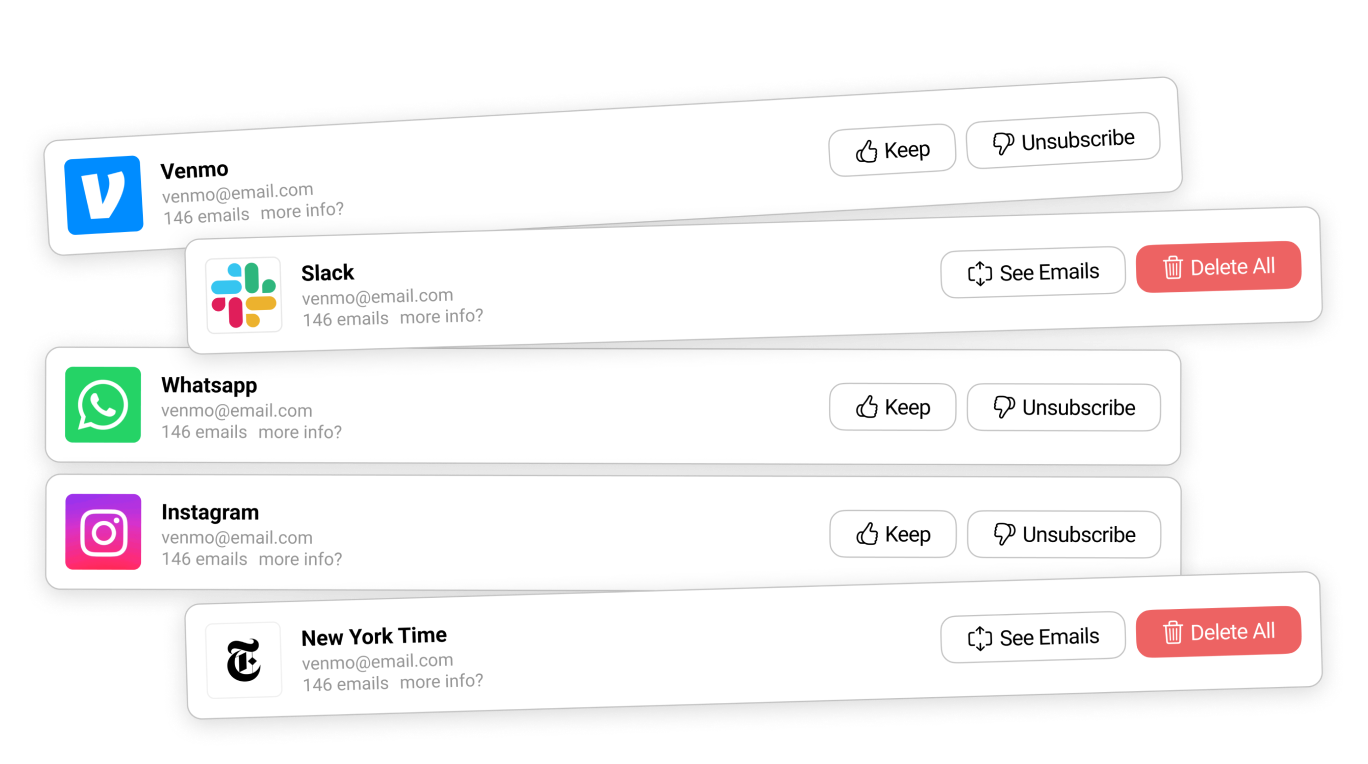 Venmo
venmo@email.com
146 emails more info?
Keep
Unsubscribe
Slack
venmo@email.com
146 emails more info?
See Emails
Delete All
Whatsapp
venmo@email.com
146 emails more info?
Keep
Unsubscribe
Instagram
venmo@email.com
146 emails more info?
Keep
Unsubscribe
New York Time
venmo@email.com
146 emails more info?
See Emails
Delete All